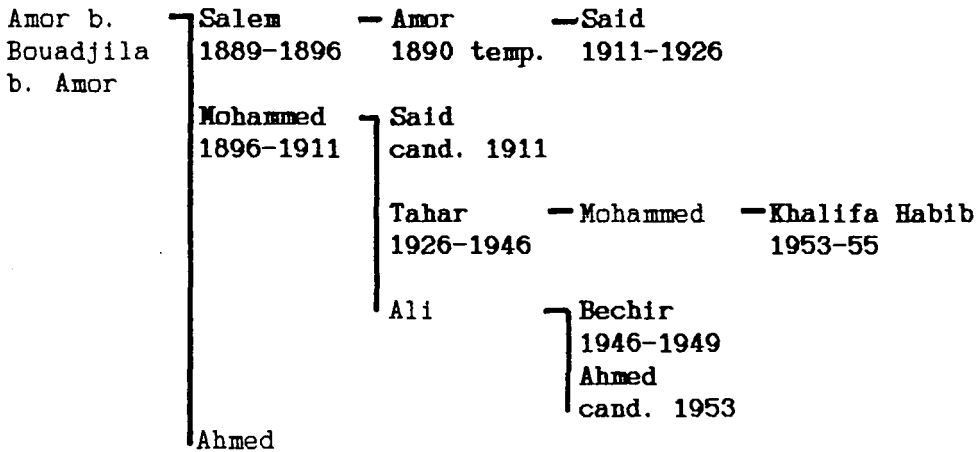 Amor b. Salem Amor Said
Bouadjila 1889-1896 1890 temp. 1911-1926
b. Amor
Mohammed Said
1896-1911 cand. 1911
Tahar Mohammed Khalifa Habib
1926-1946 1953-55
Ali Bechir
1946-1949
Ahmed
cand. 1953
Ahmed